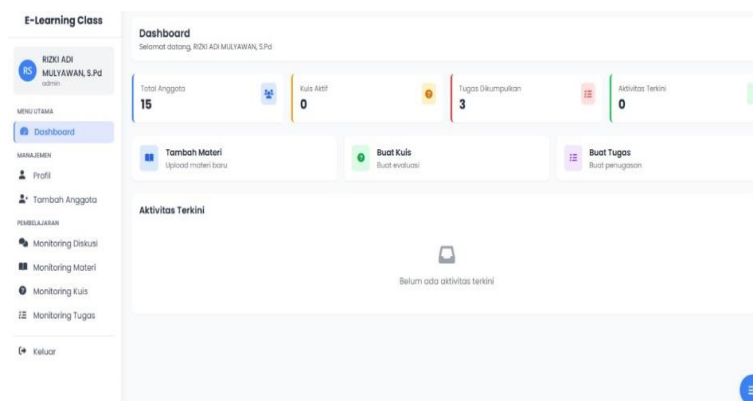 E-Learning Class
RS
RIZKI ADI
MULYAWAN, S.Pd
admin
MENU UTAMA
Dashboard
MANAJEMEN
Profil
Tambah Anggota
PEMBELAJARAN
Monitoring Diskusi
Monitoring Materi
Monitoring Kuis
Monitoring Tugas
Keluar
Dashboard
Selamat datang, RIZKI ADI MULYAWAN, S.Pd
Total Anggota
15
Kuis Aktif
0
Tugas Dikumpulkan
3
Aktivitas Terkini
0
Tambah Materi
Upload materi baru
Buat Kuis
Buat evaluasi
Buat Tugas
Buat penugasan
Aktivitas Terkini
Belum ada aktivitas terkini